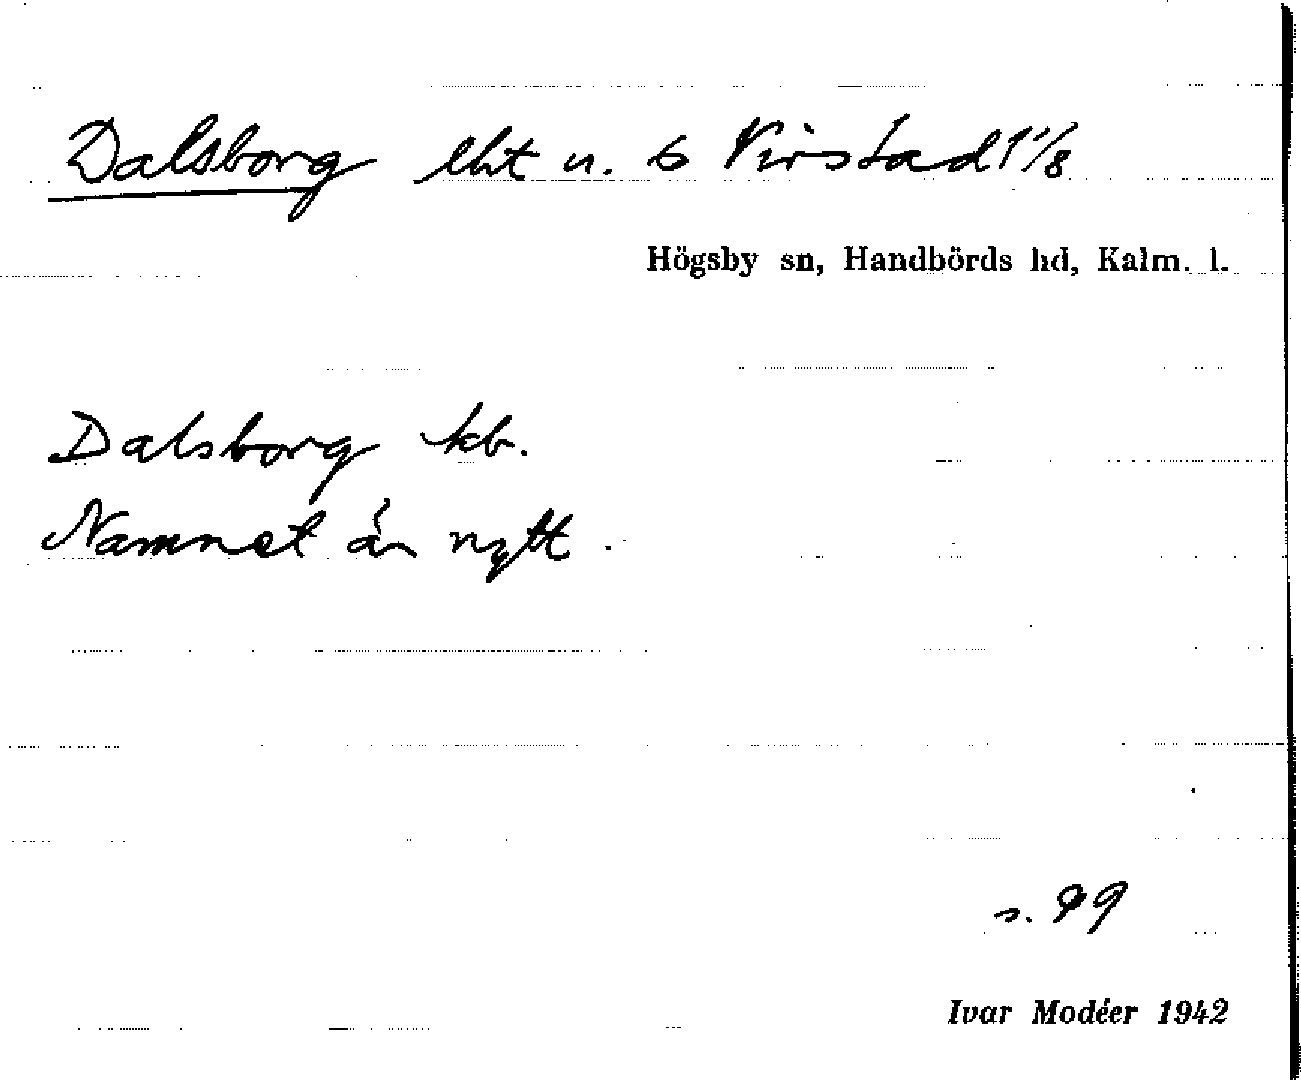 Dalsborg lht u. 6 Virstad 1 1/8
Högsby sn, Handbörds hd, Kalm. l.
Dalsborg kb.
Namnet är nytt.
s. 99
Ivar Modéer 1942